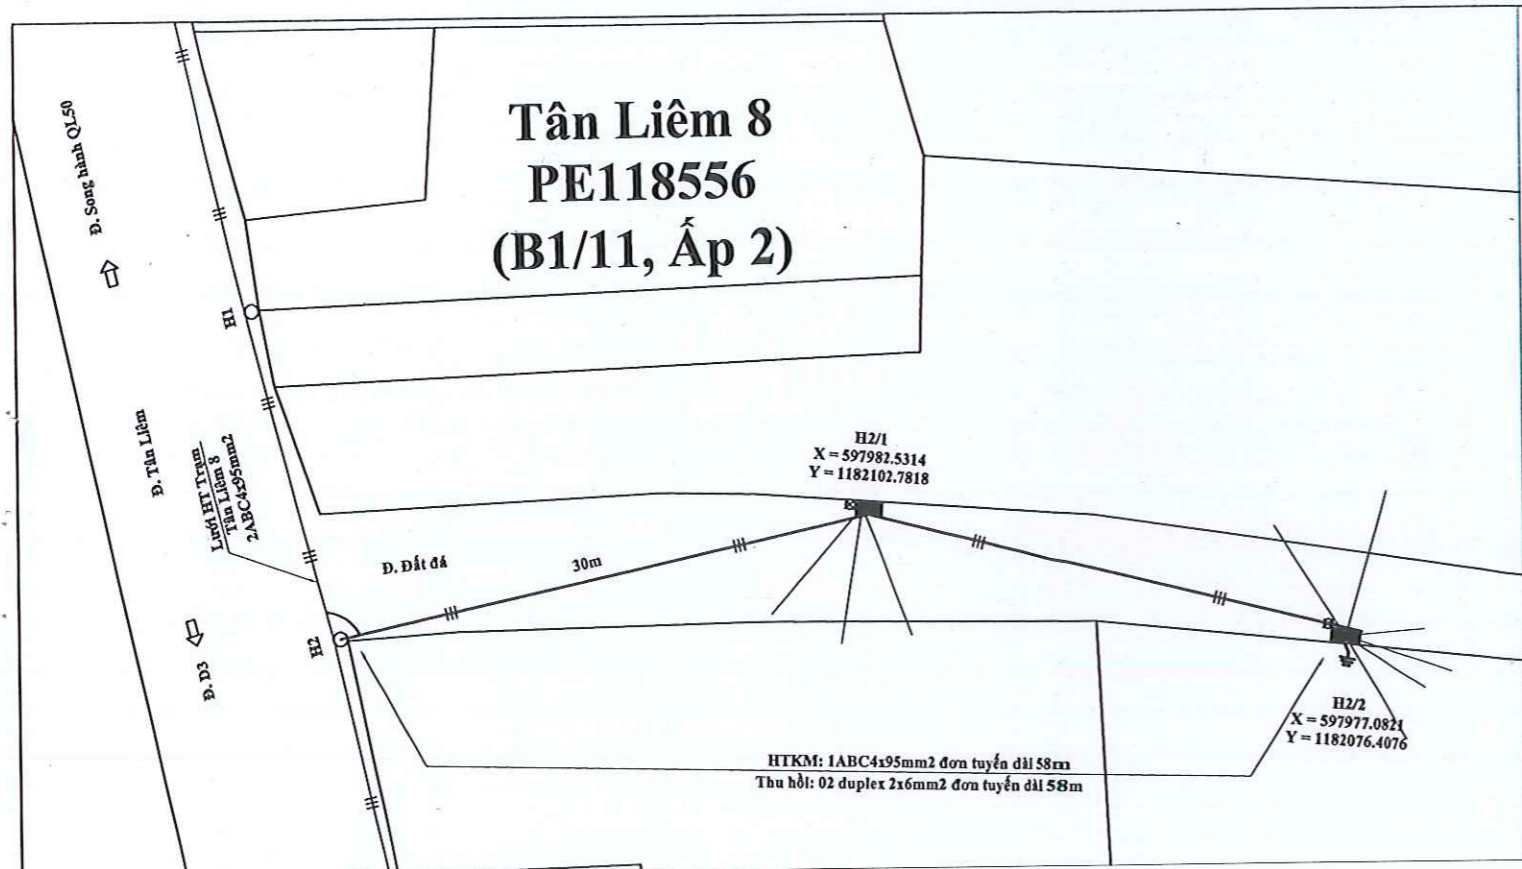 Tân Liêm 8
PE118556
(B1/11, Ấp 2)
Đ. Song hành QL50
H1
Đ. Tân Liêm
Lưới HT Trạm
Tân Liêm 8
2ABC4x95mm2
H2/1
X = 597982.5314
Y = 1182102.7818
Đ. Đất đá
30m
H2
Đ. D3
H2/2
X = 597977.0821
Y = 1182076.4076
HTKM: 1ABC4x95mm2 đơn tuyến dài 58m
Thu hồi: 02 duplex 2x6mm2 đơn tuyến dài 58m